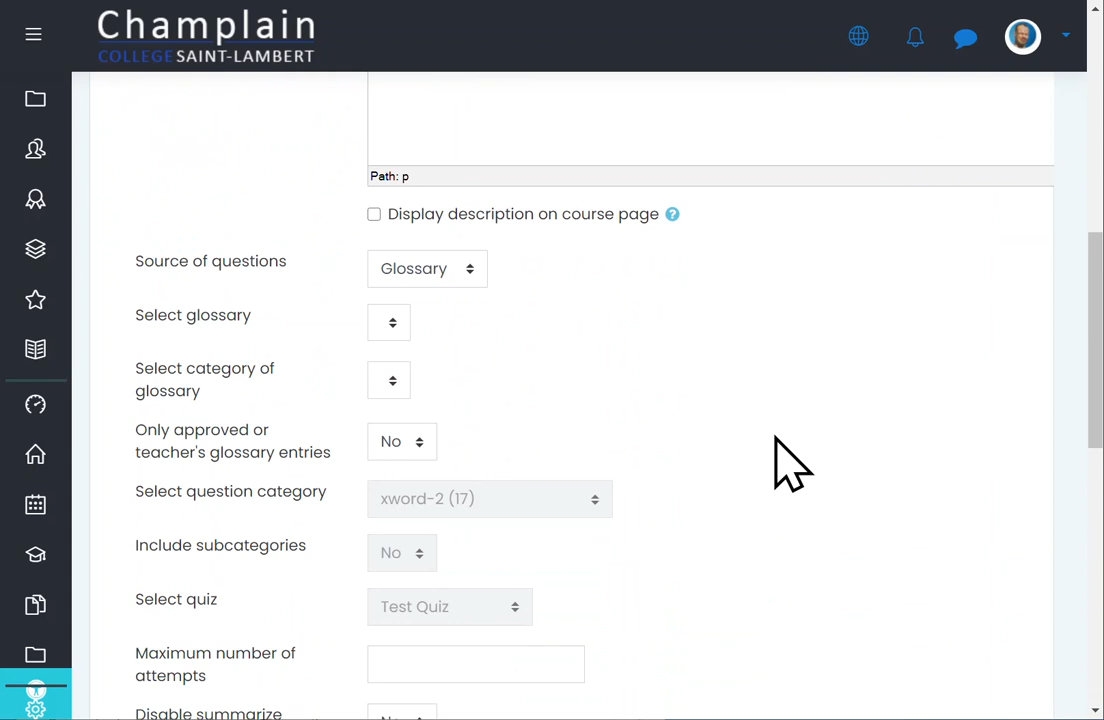 Champlain
COLLEGE SAINT-LAMBERT
Path: p
Display description on course page ?
Source of questions
Glossary
Select glossary
Select category of
glossary
Only approved or
teacher's glossary entries
No
Select question category
xword-2 (17)
Include subcategories
No
Select quiz
Test Quiz
Maximum number of
attempts
Disable summarize